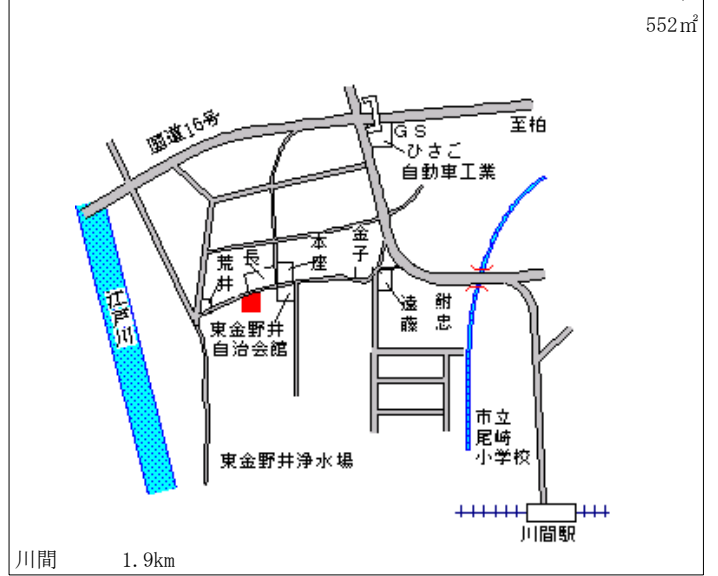 552㎡
国道16号
GS
ひさご
自動車工業
至柏
荒井
長
本座
金子
遠藤
江戸川
東金野井
自治会館
市立
尾崎
小学校
東金野井浄水場
川間駅
川間 1.9km